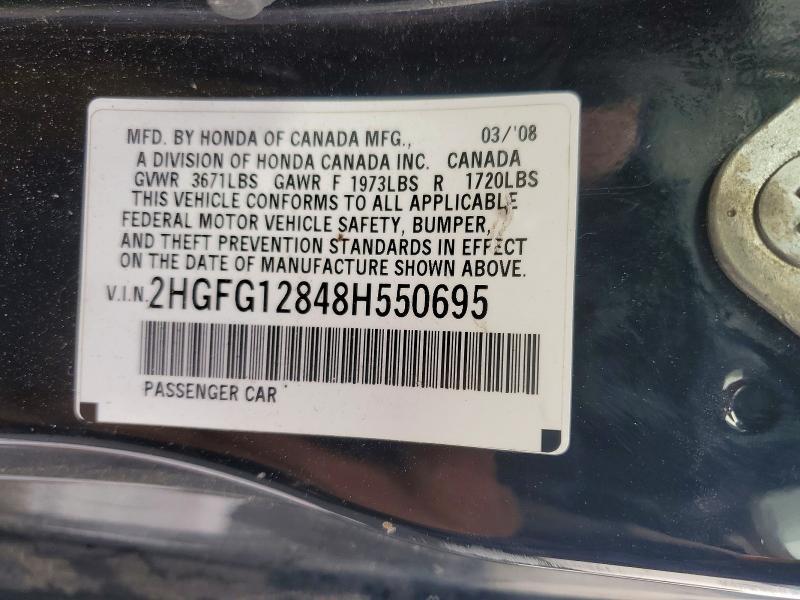 MFD. BY HONDA OF CANADA MFG., 03/'08
A DIVISION OF HONDA CANADA INC. CANADA
GVWR 3671LBS GAWR F 1973LBS R 1720LBS
THIS VEHICLE CONFORMS TO ALL APPLICABLE
FEDERAL MOTOR VEHICLE SAFETY, BUMPER,
AND THEFT PREVENTION STANDARDS IN EFFECT
ON THE DATE OF MANUFACTURE SHOWN ABOVE.
V.I.N. 2HGFG12848H550695
PASSENGER CAR